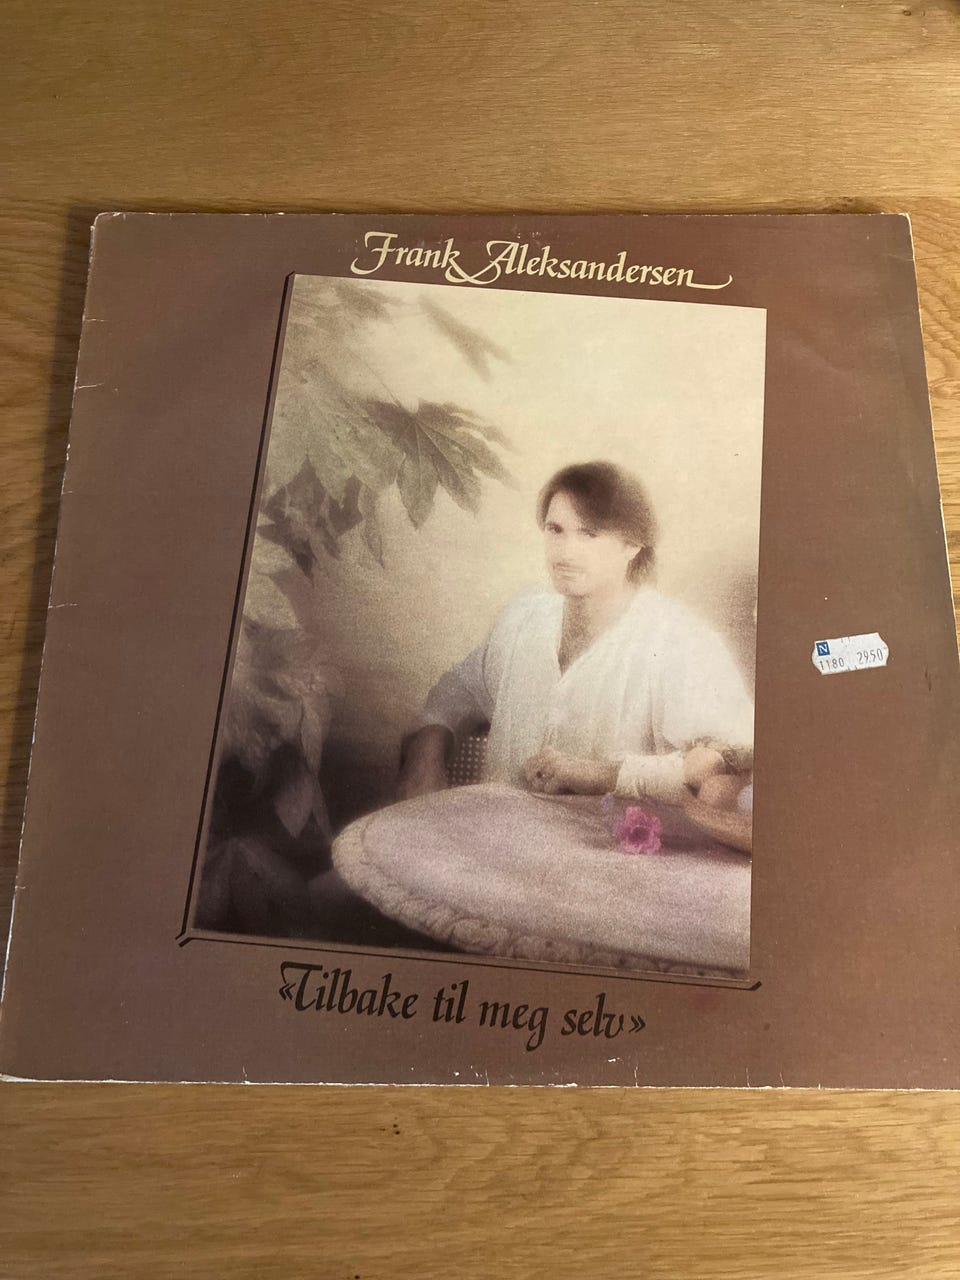 Frank Aleksandersen
N
1180 2950
«Tilbake til meg selv»